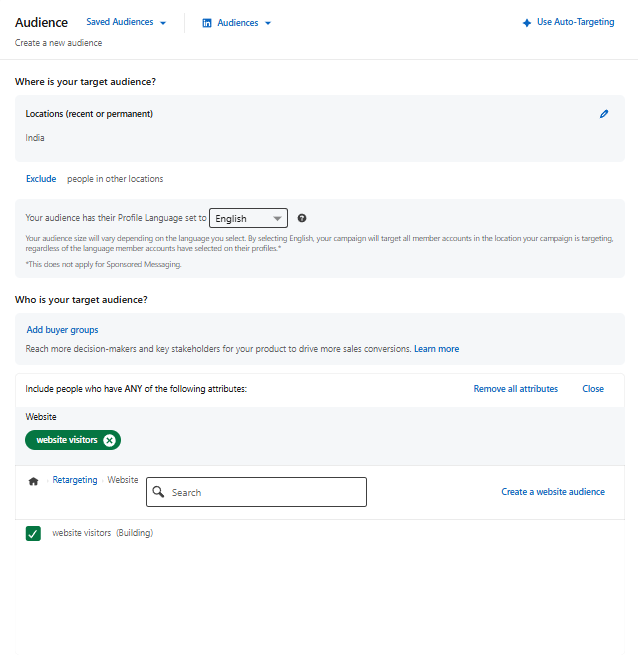 Audience Saved Audiences Audiences Use Auto-Targeting
Create a new audience
Where is your target audience?
Locations (recent or permanent)
India
Exclude people in other locations
Your audience has their Profile Language set to English
Your audience size will vary depending on the language you select. By selecting English, your campaign will target all member accounts in the location your campaign is targeting,
regardless of the language member accounts have selected on their profiles.*
*This does not apply for Sponsored Messaging.
Who is your target audience?
Add buyer groups
Reach more decision-makers and key stakeholders for your product to drive more sales conversions. Learn more
Include people who have ANY of the following attributes: Remove all attributes Close
Website
website visitors
Retargeting Website Search Create a website audience
website visitors (Building)